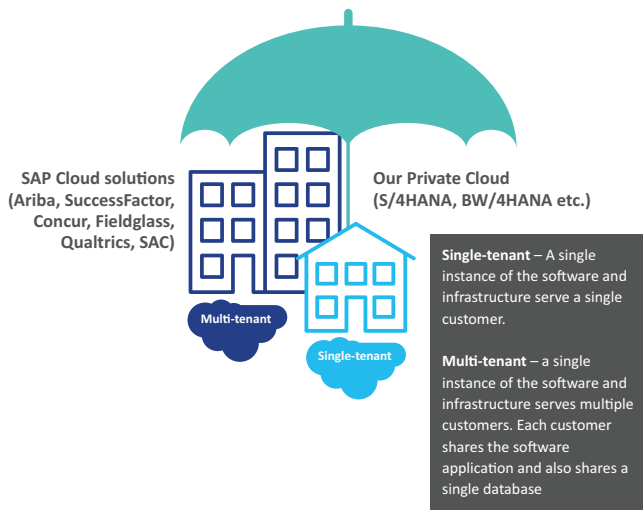 SAP Cloud solutions
(Ariba, SuccessFactor,
Concur, Fieldglass,
Qualtrics, SAC)
Our Private Cloud
(S/4HANA, BW/4HANA etc.)
Multi-tenant
Single-tenant
Single-tenant – A single
instance of the software and
infrastructure serve a single
customer.
Multi-tenant – a single
instance of the software and
infrastructure serves multiple
customers. Each customer
shares the software
application and also shares a
single database